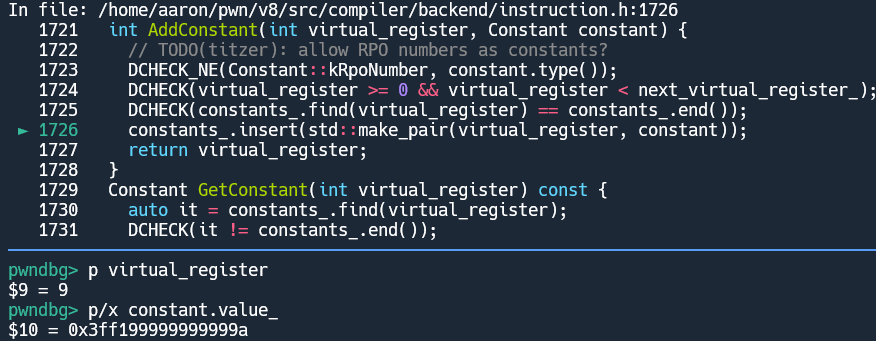 In file: /home/aaron/pwn/v8/src/compiler/backend/instruction.h:1726
1721   int AddConstant(int virtual_register, Constant constant) {
1722     // TODO(titzer): allow RPO numbers as constants?
1723     DCHECK_NE(Constant::kRpoNumber, constant.type());
1724     DCHECK(virtual_register >= 0 && virtual_register < next_virtual_register_);
1725     DCHECK(constants_.find(virtual_register) == constants_.end());
► 1726     constants_.insert(std::make_pair(virtual_register, constant));
1727     return virtual_register;
1728   }
1729   Constant GetConstant(int virtual_register) const {
1730     auto it = constants_.find(virtual_register);
1731     DCHECK(it != constants_.end());
pwndbg> p virtual_register
$9 = 9
pwndbg> p/x constant.value_
$10 = 0x3ff199999999999a